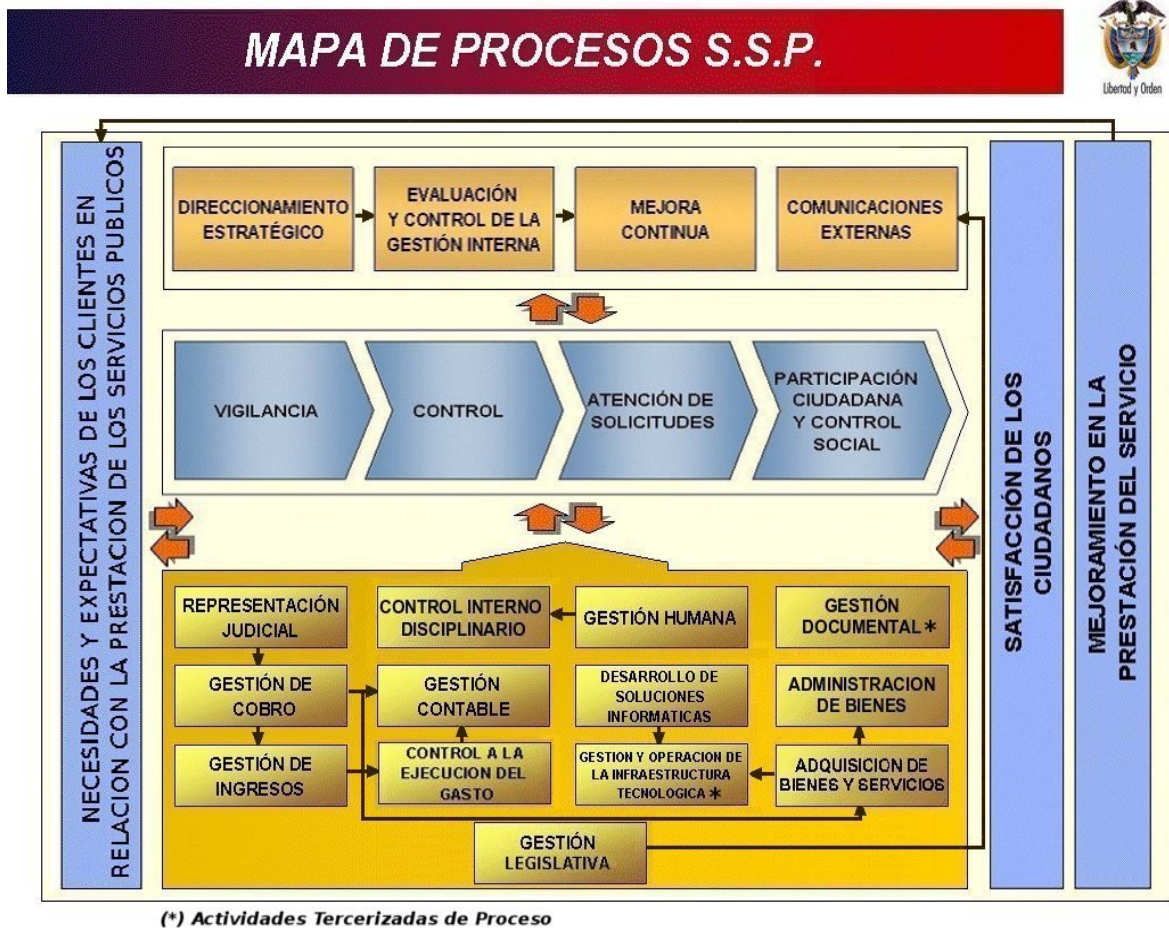 MAPA DE PROCESOS S.S.P.
Libertad y Orden
NECESIDADES Y EXPECTATIVAS DE LOS CLIENTES EN
RELACION CON LA PRESTACION DE LOS SERVICIOS PUBLICOS
DIRECCIONAMIENTO
ESTRATÉGICO
EVALUACIÓN
Y CONTROL DE LA
GESTIÓN INTERNA
MEJORA
CONTINUA
COMUNICACIONES
EXTERNAS
VIGILANCIA
CONTROL
ATENCIÓN DE
SOLICITUDES
PARTICIPACIÓN
CIUDADANA
Y CONTROL
SOCIAL
REPRESENTACIÓN
JUDICIAL
CONTROL INTERNO
DISCIPLINARIO
GESTIÓN HUMANA
GESTIÓN
DOCUMENTAL *
GESTIÓN DE
COBRO
GESTIÓN
CONTABLE
DESARROLLO DE
SOLUCIONES
INFORMATICAS
ADMINISTRACION
DE BIENES
GESTIÓN DE
INGRESOS
CONTROL A LA
EJECUCION DEL
GASTO
GESTION Y OPERACION DE
LA INFRAESTRUCTURA
TECNOLOGICA *
ADQUISICION DE
BIENES Y SERVICIOS
GESTIÓN
LEGISLATIVA
SATISFACCIÓN DE LOS
CIUDADANOS
MEJORAMIENTO EN LA
PRESTACIÓN DEL SERVICIO
(*) Actividades Tercerizadas de Proceso